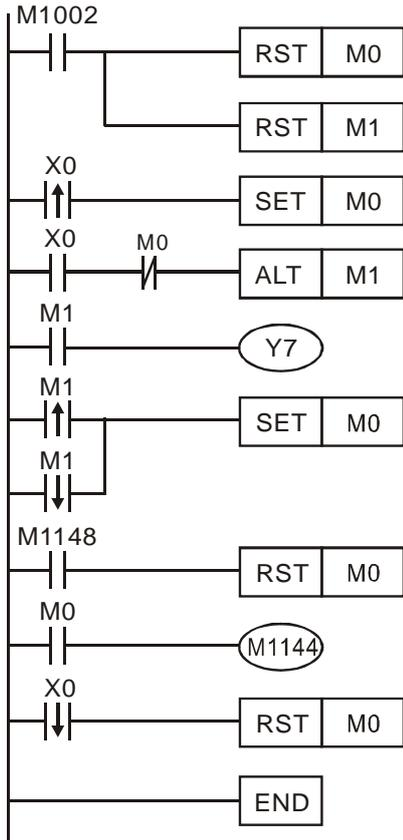 M1002
RST M0
RST M1
X0
SET M0
X0 M0
ALT M1
M1
Y7
M1
SET M0
M1
M1148
RST M0
M0
M1144
X0
RST M0
END